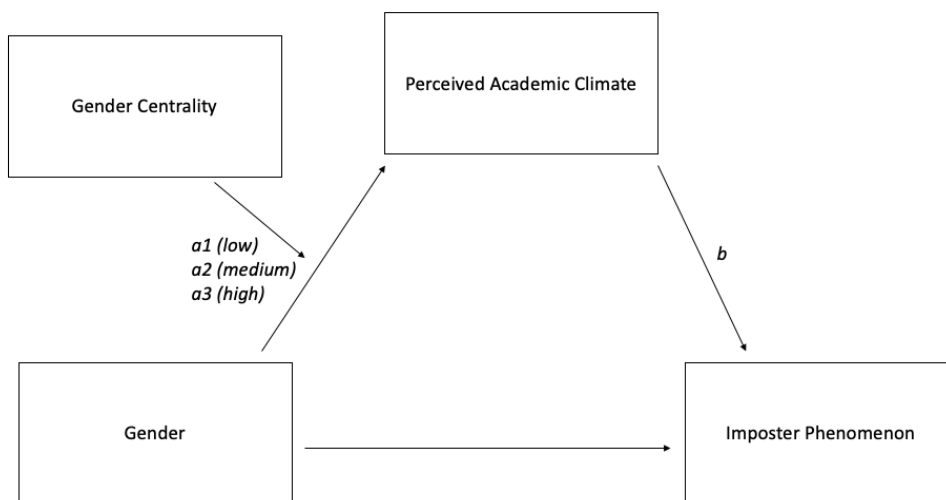 Perceived Academic Climate
Gender Centrality
a1 (low)
a2 (medium)
a3 (high)
b
Gender
Imposter Phenomenon